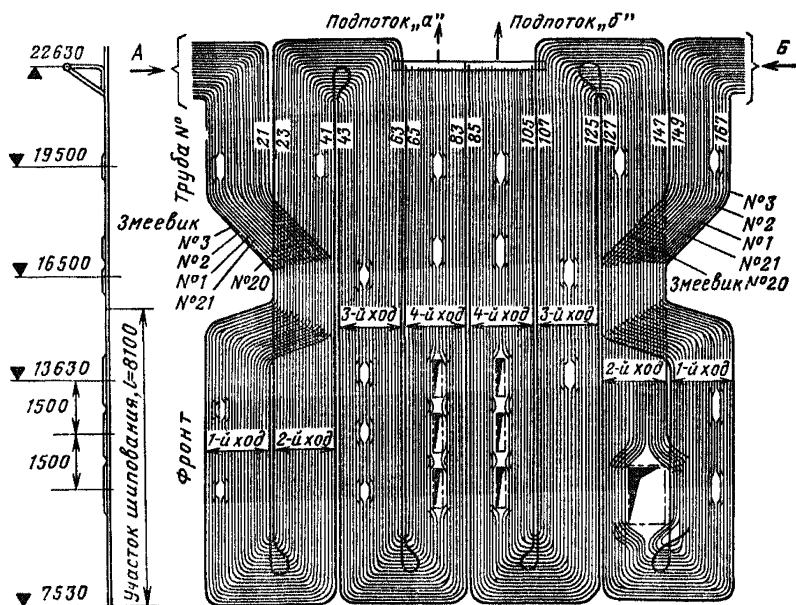 Подпоток„а"
Подпоток„б"
22630
А
Б
Труба №
21
23
41
43
63
65
83
85
105
107
125
127
147
149
167
19500
Змеевик
№3
№2
№1
№20
№21
№3
№2
№1
№21
Змеевик №20
16500
3-й ход
4-й ход
4-й ход
3-й ход
13630
2-й ход
1-й ход
1500
Участок шипования, l=8100
Фронт
1-й ход
2-й ход
1500
7530